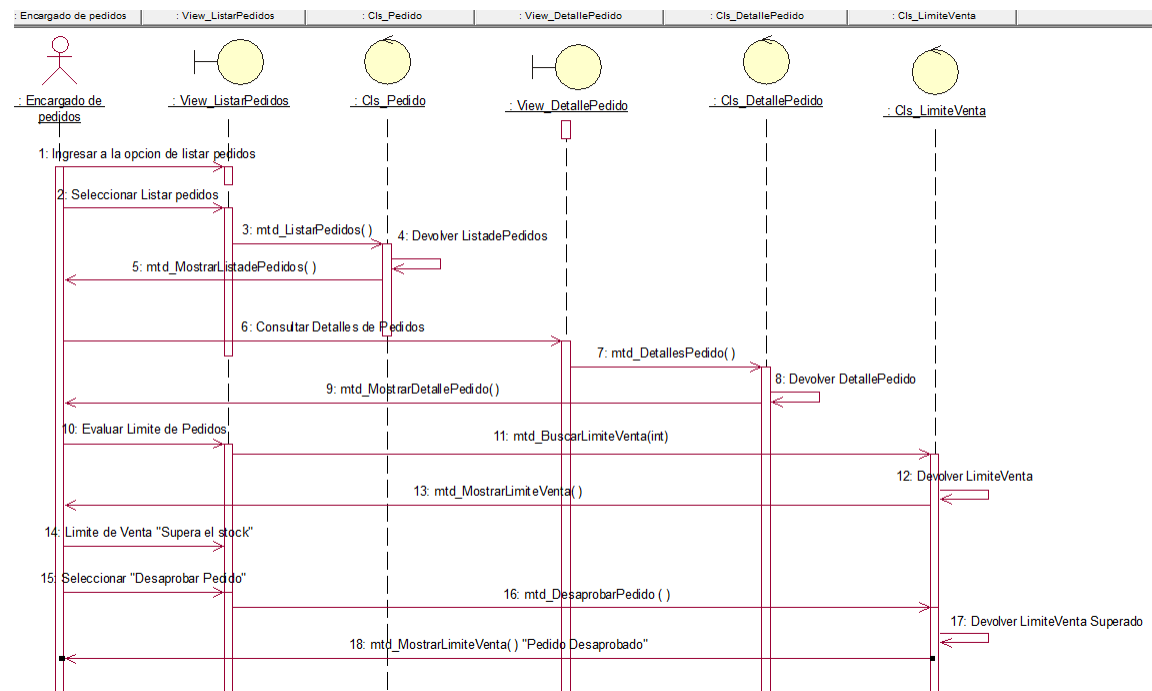 : Encargado de pedidos
: View_ListarPedidos
: Cls_Pedido
: View_DetallePedido
: Cls_DetallePedido
: Cls_LimiteVenta
: Encargado de
pedidos
: View_ListarPedidos
: Cls_Pedido
: View_DetallePedido
: Cls_DetallePedido
: Cls_LimiteVenta
1: Ingresar a la opcion de listar pedidos
2: Seleccionar Listar pedidos
3: mtd_ListarPedidos( )
4: Devolver ListadePedidos
5: mtd_MostrarListadePedidos( )
6: Consultar Detalles de Pedidos
7: mtd_DetallesPedido( )
8: Devolver DetallePedido
9: mtd_MostrarDetallePedido( )
10: Evaluar Limite de Pedidos
11: mtd_BuscarLimiteVenta(int)
12: Devolver LimiteVenta
13: mtd_MostrarLimiteVenta( )
14: Limite de Venta "Supera el stock"
15: Seleccionar "Desaprobar Pedido"
16: mtd_DesaprobarPedido ( )
17: Devolver LimiteVenta Superado
18: mtd_MostrarLimiteVenta( ) "Pedido Desaprobado"